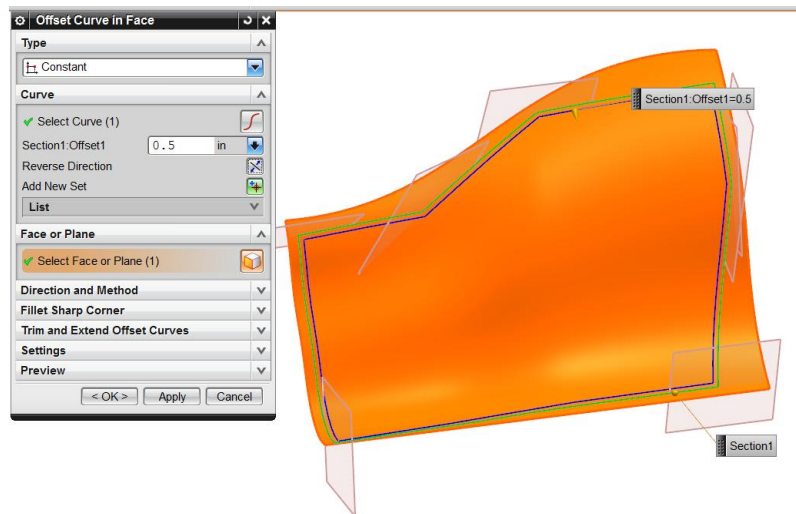 Offset Curve in Face
Type
Constant
Curve
Select Curve (1)
Section1:Offset1 0.5 in
Reverse Direction
Add New Set
List
Face or Plane
Select Face or Plane (1)
Direction and Method
Fillet Sharp Corner
Trim and Extend Offset Curves
Settings
Preview
< OK > Apply Cancel
Section1:Offset1=0.5
Section1